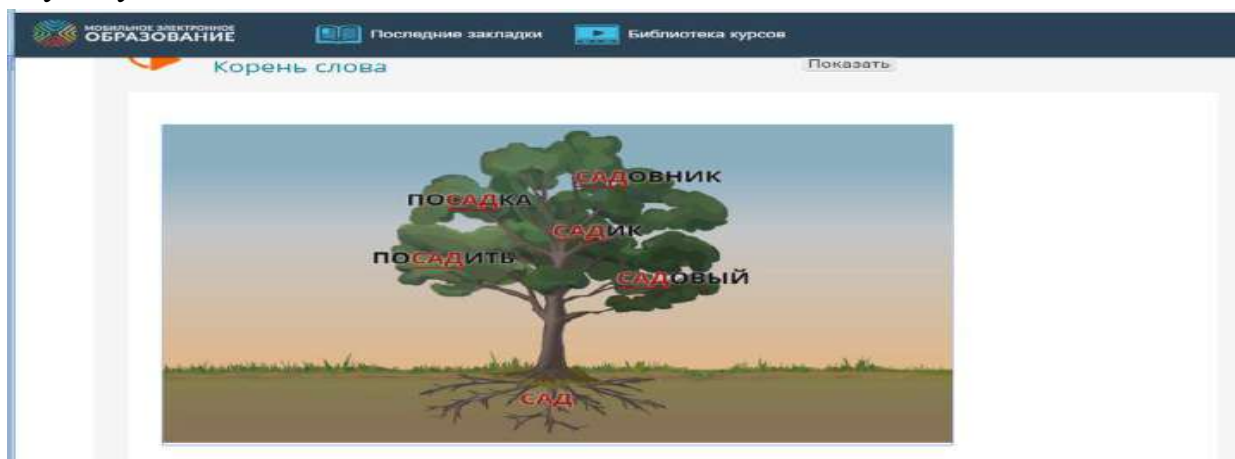 МОБИЛЬНОЕ ЭЛЕКТРОННОЕ
ОБРАЗОВАНИЕ
Последние закладки
Библиотека курсов
Корень слова
Показать
САДОВНИК
ПОСАДКА
САДИК
ПОСАДИТЬ
САДОВЫЙ
САД